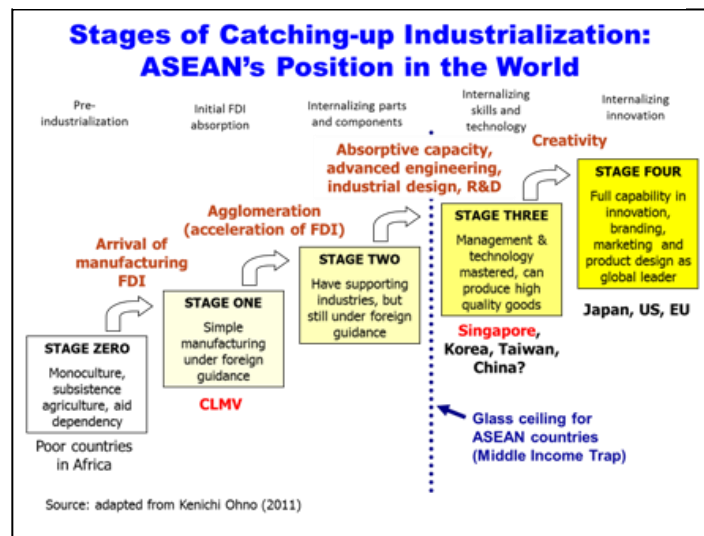 Stages of Catching-up Industrialization:
ASEAN's Position in the World
Pre-
industrialization
Initial FDI
absorption
Internalizing parts
and components
Internalizing
skills and
technology
Internalizing
innovation
Arrival of
manufacturing
FDI
Agglomeration
(acceleration of FDI)
Absorptive capacity,
advanced engineering,
industrial design, R&D
Creativity
STAGE ZERO
Monoculture,
subsistence
agriculture, aid
dependency
Poor countries
in Africa
STAGE ONE
Simple
manufacturing
under foreign
guidance
CLMV
STAGE TWO
Have supporting
industries, but
still under foreign
guidance
STAGE THREE
Management &
technology
mastered, can
produce high
quality goods
Singapore,
Korea, Taiwan,
China?
STAGE FOUR
Full capability in
innovation,
branding,
marketing and
product design as
global leader
Japan, US, EU
Glass ceiling for
ASEAN countries
(Middle Income Trap)
Source: adapted from Kenichi Ohno (2011)